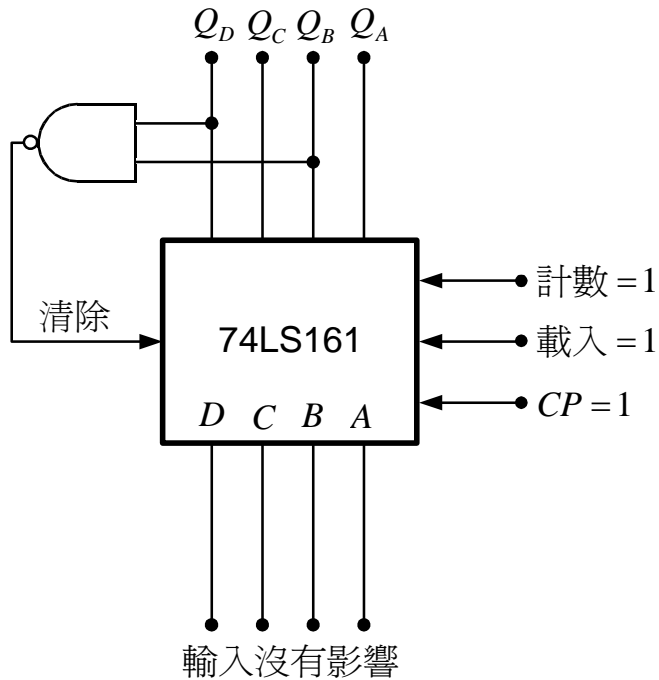 Q_D Q_C Q_B Q_A
計數 = 1
清除
74LS161
載入 = 1
CP = 1
D C B A
輸入沒有影響